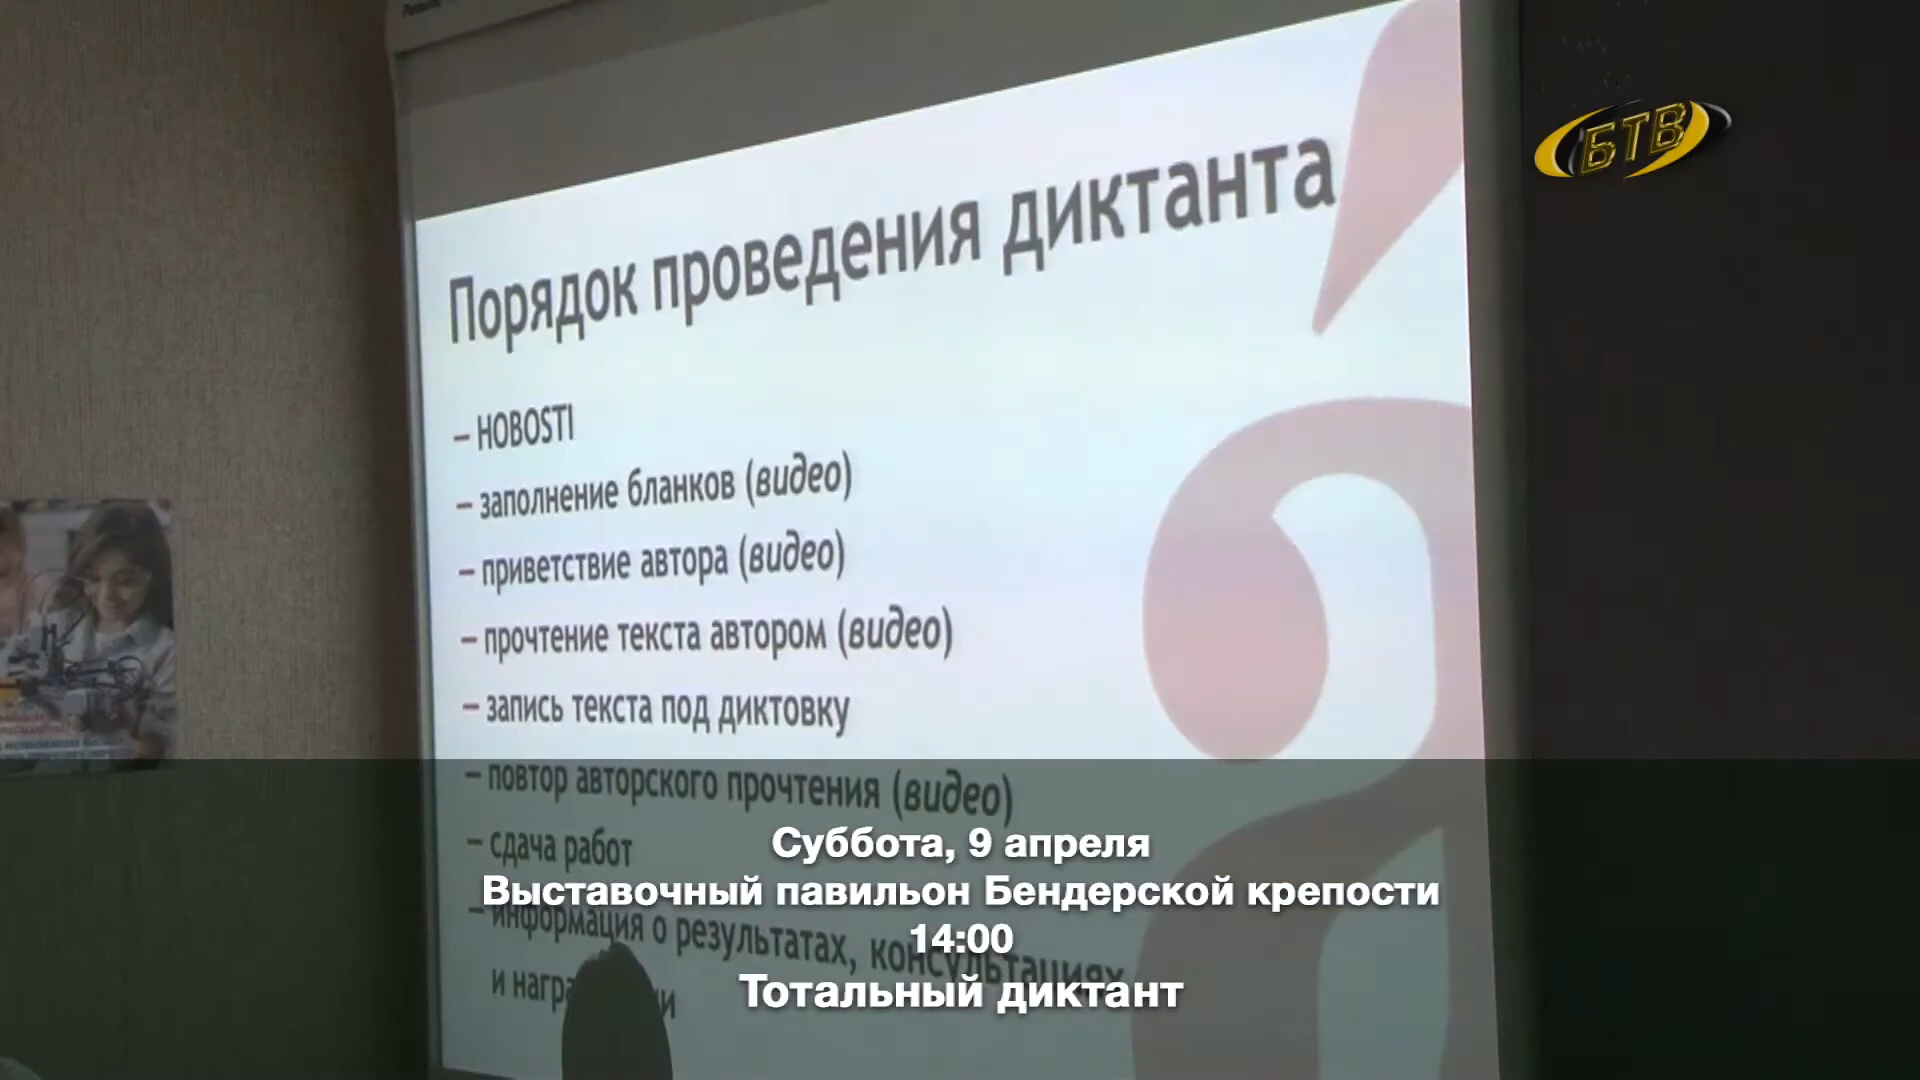 БТВ
Порядок проведения диктанта
– НОВОSTI
– заполнение бланков (видео)
– приветствие автора (видео)
– прочтение текста автором (видео)
– запись текста под диктовку
– повтор авторского прочтения (видео)
– сдача работ
– информация о результатах, консультациях
и
Суббота, 9 апреля
Выставочный павильон Бендерской крепости
14:00
Тотальный диктант